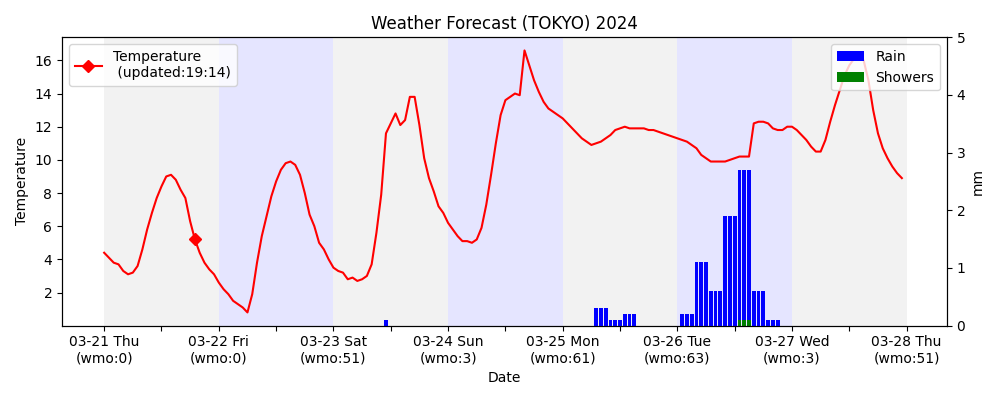 Weather Forecast (TOKYO) 2024
Temperature
(updated:19:14)
Rain
Showers
Temperature
16
14
12
10
8
6
4
2
5
4
3
2
1
0
mm
03-21 Thu
(wmo:0)
03-22 Fri
(wmo:0)
03-23 Sat
(wmo:51)
03-24 Sun
(wmo:3)
03-25 Mon
(wmo:61)
03-26 Tue
(wmo:63)
03-27 Wed
(wmo:3)
03-28 Thu
(wmo:51)
Date